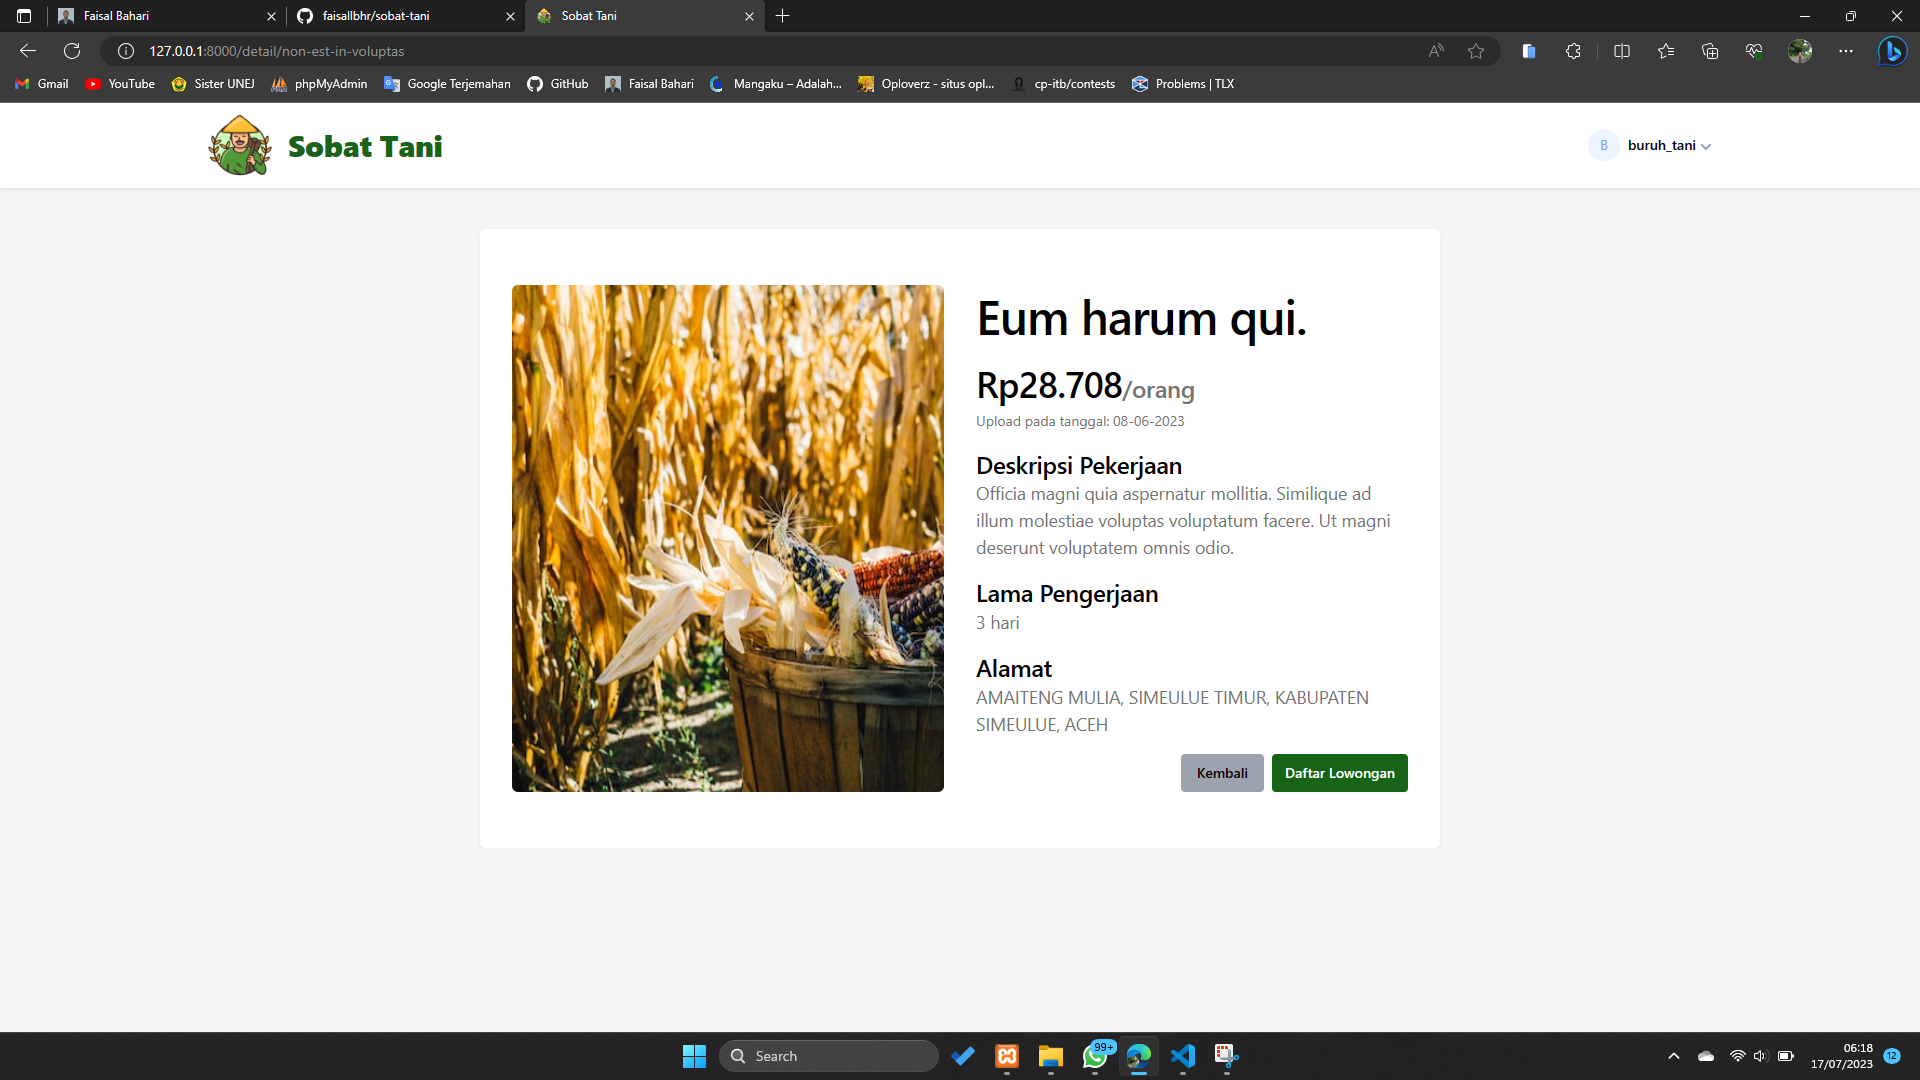 Faisal Bahari
faisallbhr/sobat-tani
Sobat Tani
127.0.0.1:8000/detail/non-est-in-voluptas
Gmail
YouTube
Sister UNEJ
phpMyAdmin
Google Terjemahan
GitHub
Faisal Bahari
Mangaku – Adalah...
Oploverz - situs opl...
cp-itb/contests
Problems | TLX
Sobat Tani
B
buruh_tani
Eum harum qui.
Rp28.708/orang
Upload pada tanggal: 08-06-2023
Deskripsi Pekerjaan
Officia magni quia aspernatur mollitia. Similique ad
illum molestiae voluptas voluptatum facere. Ut magni
deserunt voluptatem omnis odio.
Lama Pengerjaan
3 hari
Alamat
AMAITENG MULIA, SIMEULUE TIMUR, KABUPATEN
SIMEULUE, ACEH
Kembali
Daftar Lowongan
Search
99+
06:18
17/07/2023
12